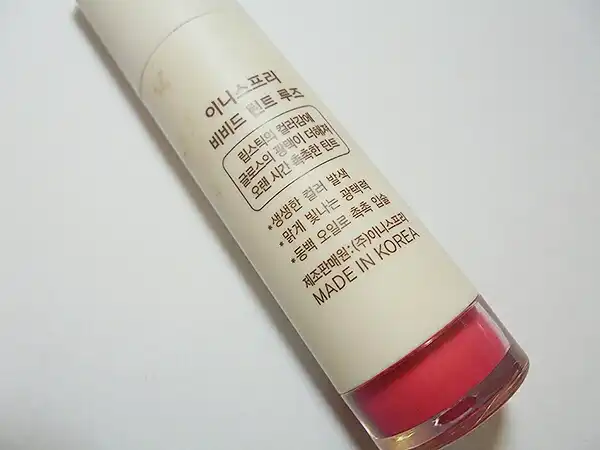 이니스프리
비비드 틴트 루즈
립스틱의 컬러감에
글로스의 광택이 더해져
오랜 시간 촉촉한 틴트
*생생한 컬러 발색
*맑게 빛나는 광택력
*동백 오일로 촉촉 입술
제조판매원:(주)이니스프리
MADE IN KOREA